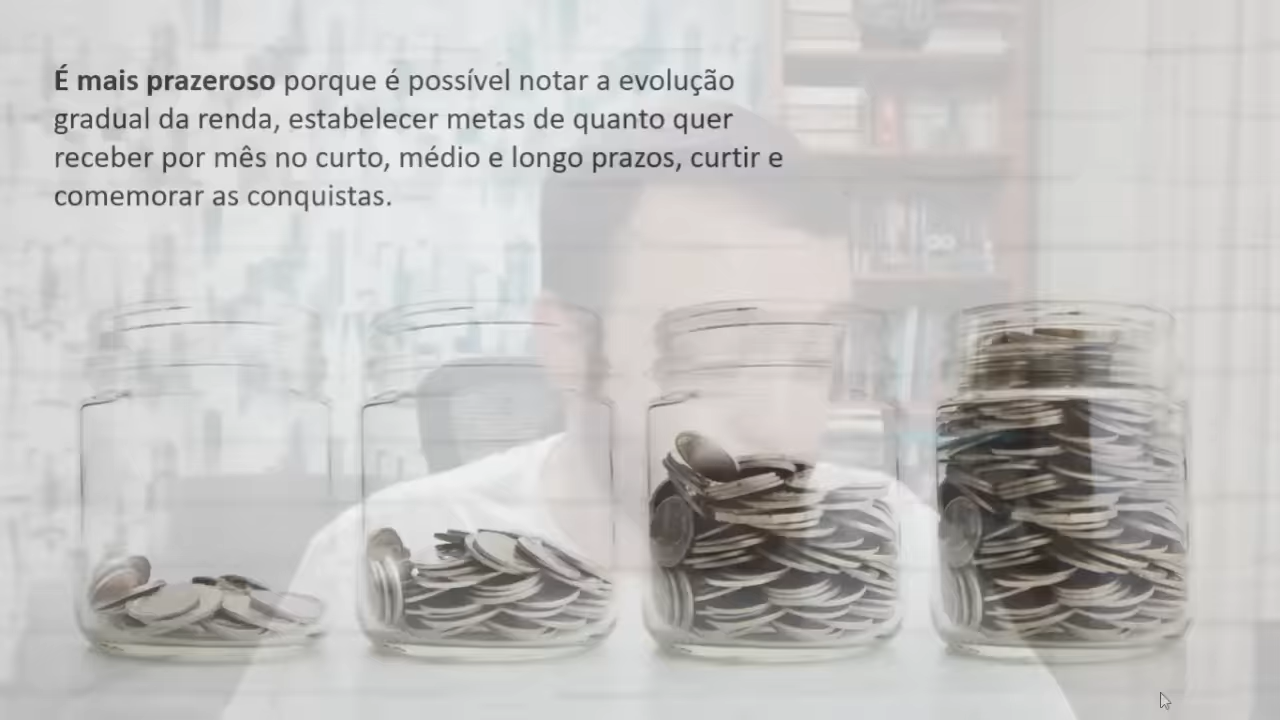 É mais prazeroso porque é possível notar a evolução
gradual da renda, estabelecer metas de quanto quer
receber por mês no curto, médio e longo prazos, curtir e
comemorar as conquistas.